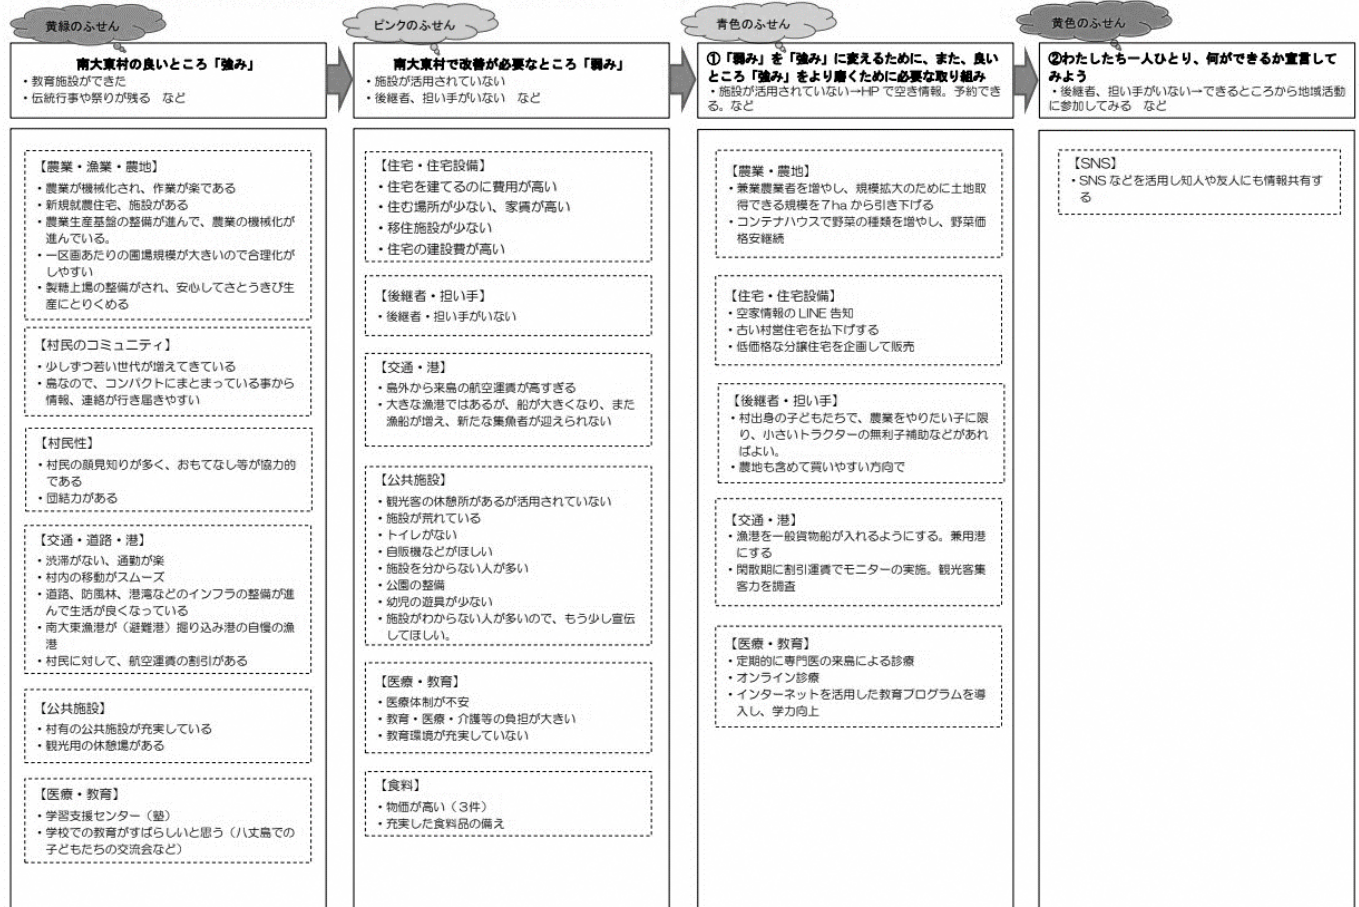 黄緑のふせん
南大東村の良いところ「強み」
・教育施設ができた
・伝統行事や祭りが残る　など
【農業・漁業・農地】
・農業が機械化され、作業が楽である
・新規就農住宅、施設がある
・農業生産基盤の整備が進んで、農業の機械化が
進んでいる。
・一区画あたりの圃場規模が大きいので合理化が
しやすい
・製糖上場の整備がされ、安心してさとうきび生
産にとりくめる
【村民のコミュニティ】
・少しずつ若い世代が増えてきている
・島なので、コンパクトにまとまっている事から
情報、連絡が行き届きやすい
【村民性】
・村民の顔見知りが多く、おもてなし等が協力的
である
・団結力がある
【交通・道路・港】
・渋滞がない、通勤が楽
・村内の移動がスムーズ
・道路、防風林、港湾などのインフラの整備が進
んで生活が良くなっている
・南大東漁港が（避難港）掘り込み港の自慢の漁
港
・村民に対して、航空運賃の割引がある
【公共施設】
・村有の公共施設が充実している
・観光用の休憩場がある
【医療・教育】
・学習支援センター（塾）
・学校での教育がすばらしいと思う（八丈島での
子どもたちの交流会など）
ピンクのふせん
南大東村で改善が必要なところ「弱み」
・施設が活用されていない
・後継者、担い手がいない　など
【住宅・住宅設備】
・住宅を建てるのに費用が高い
・住む場所が少ない、家賃が高い
・移住施設が少ない
・住宅の建設費が高い
【後継者・担い手】
・後継者・担い手がいない
【交通・港】
・島外から来島の航空運賃が高すぎる
・大きな漁港ではあるが、船が大きくなり、また
漁船が増え、新たな集魚者が迎えられない
【公共施設】
・観光客の休憩所があるが活用されていない
・施設が荒れている
・トイレがない
・自販機などがほしい
・施設を分からない人が多い
・公園の整備
・幼児の遊具が少ない
・施設がわからない人が多いので、もう少し宣伝
してほしい。
【医療・教育】
・医療体制が不安
・教育・医療・介護等の負担が大きい
・教育環境が充実していない
【食料】
・物価が高い（３件）
・充実した食料品の備え
青色のふせん
①「弱み」を「強み」に変えるために、また、良い
ところ「強み」をより磨くために必要な取り組み
・施設が活用されていない→HP で空き情報。予約でき
る。など
【農業・農地】
・兼業農業者を増やし、規模拡大のために土地取
得できる規模を７ha から引き下げる
・コンテナハウスで野菜の種類を増やし、野菜価
格安継続
【住宅・住宅設備】
・空家情報の LINE 告知
・古い村営住宅を払下げする
・低価格な分譲住宅を企画して販売
【後継者・担い手】
・村出身の子どもたちで、農業をやりたい子に限
り、小さいトラクターの無利子補助などがあれ
ばよい。
・農地も含めて買いやすい方向で
【交通・港】
・漁港を一般貨物船が入れるようにする。兼用港
にする
・閑散期に割引運賃でモニターの実施。観光客集
客力を調査
【医療・教育】
・定期的に専門医の来島による診療
・オンライン診療
・インターネットを活用した教育プログラムを導
入し、学力向上
黄色のふせん
②わたしたち一人ひとり、何ができるか宣言して
みよう
・後継者、担い手がいない→できるところから地域活動
に参加してみる　など
【SNS】
・SNS などを活用し知人や友人にも情報共有す
る